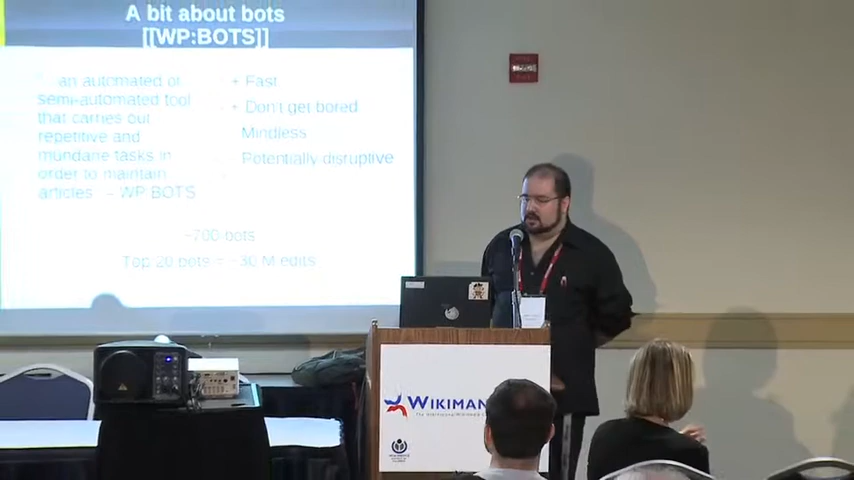 A bit about bots
[[WP:BOTS]]
an automated or
semi-automated tool
that carries out
repetitive and
mundane tasks in
order to maintain
articles – WP BOTS
+ Fast
+ Don't get bored
Mindless
Potentially disruptive
~700 bots
Top 20 bots = ~30 M edits
WIKIMAN